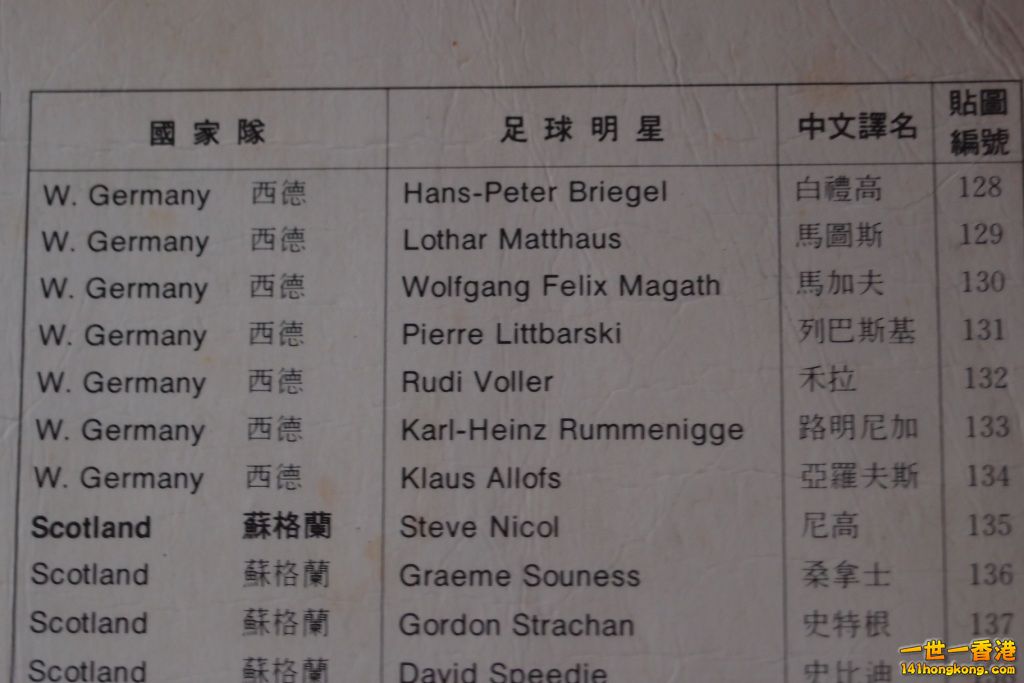 國家隊 足球明星 中文譯名 貼圖編號
W. Germany 西德 Hans-Peter Briegel 白禮高 128
W. Germany 西德 Lothar Matthaus 馬圖斯 129
W. Germany 西德 Wolfgang Felix Magath 馬加夫 130
W. Germany 西德 Pierre Littbarski 列巴斯基 131
W. Germany 西德 Rudi Voller 禾拉 132
W. Germany 西德 Karl-Heinz Rummenigge 路明尼加 133
W. Germany 西德 Klaus Allofs 亞羅夫斯 134
Scotland 蘇格蘭 Steve Nicol 尼高 135
Scotland 蘇格蘭 Graeme Souness 桑拿士 136
Scotland 蘇格蘭 Gordon Strachan 史特根 137
Scotland 蘇格蘭 David Speedie 史比迪
一世一香港
141hongkong.com